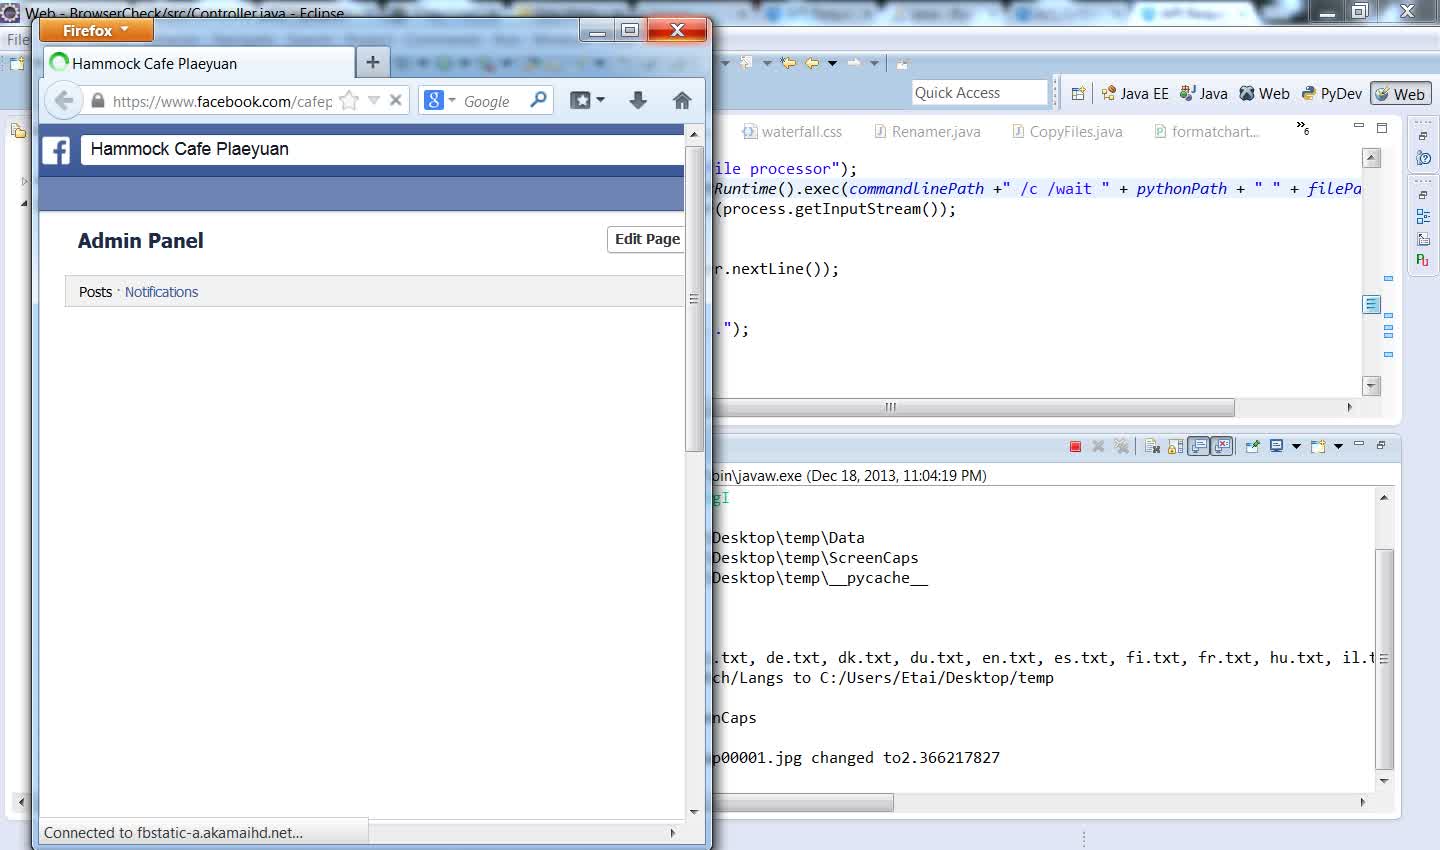 Web - BrowserCheck/src/Controller.java - Eclipse
File
Firefox
Hammock Cafe Plaeyuan
https://www.facebook.com/cafep
Google
Hammock Cafe Plaeyuan
Admin Panel
Edit Page
Posts · Notifications
Connected to fbstatic-a.akamaihd.net...
Quick Access
Java EE
Java
Web
PyDev
Web
waterfall.css
Renamer.java
CopyFiles.java
formatchart...
»6
ile processor");
Runtime().exec(commandlinePath +" /c /wait " + pythonPath + " " + filePa
(process.getInputStream());
r.nextLine());
.");
bin\javaw.exe (Dec 18, 2013, 11:04:19 PM)
gI
Desktop\temp\Data
Desktop\temp\ScreenCaps
Desktop\temp\__pycache__
.txt, de.txt, dk.txt, du.txt, en.txt, es.txt, fi.txt, fr.txt, hu.txt, il.t
ch/Langs to C:/Users/Etai/Desktop/temp
nCaps
p00001.jpg changed to2.366217827